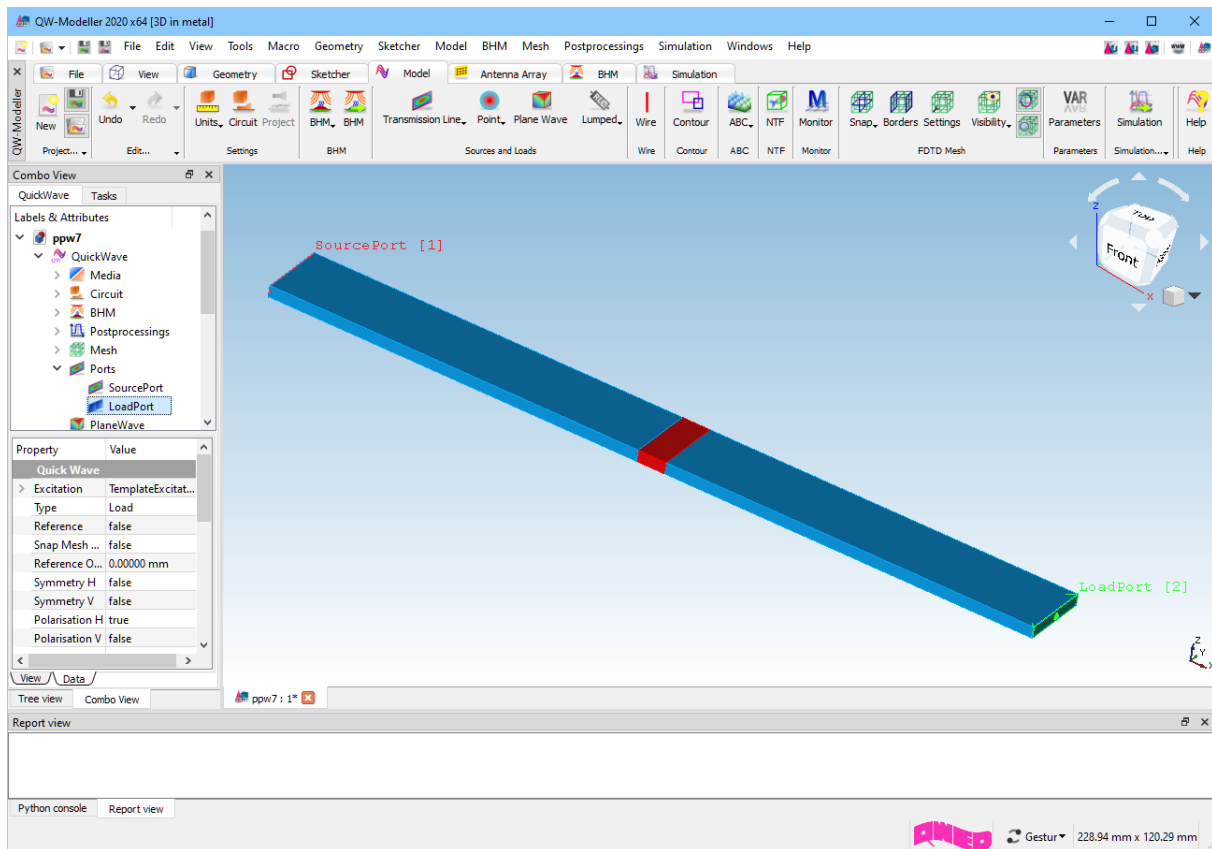 QW-Modeller 2020 x64 [3D in metal]
File Edit View Tools Macro Geometry Sketcher Model BHM Mesh Postprocessings Simulation Windows Help
File View Geometry Sketcher Model Antenna Array BHM Simulation
QW-Modeller
New Undo Redo Units Circuit Project BHM BHM Transmission Line Point Plane Wave Lumped Wire Contour ABC NTF Monitor Snap Borders Settings Visibility VAR Parameters Simulation Help
Project... Edit... Settings BHM Sources and Loads Wire Contour ABC NTF Monitor FDTD Mesh Parameters Simulation... Help
Combo View
QuickWave Tasks
Labels & Attributes
ppw7
QuickWave
Media
Circuit
BHM
Postprocessings
Mesh
Ports
SourcePort
LoadPort
PlaneWave
Property Value
Quick Wave
Excitation TemplateExcitat...
Type Load
Reference false
Snap Mesh ... false
Reference O... 0.00000 mm
Symmetry H false
Symmetry V false
Polarisation H true
Polarisation V false
View Data
Tree view Combo View
SourcePort [1]
LoadPort [2]
Top
Front
z
x
Z
Y
ppw7 : 1*
Report view
Python console Report view
QWED
Gestur 228.94 mm x 120.29 mm